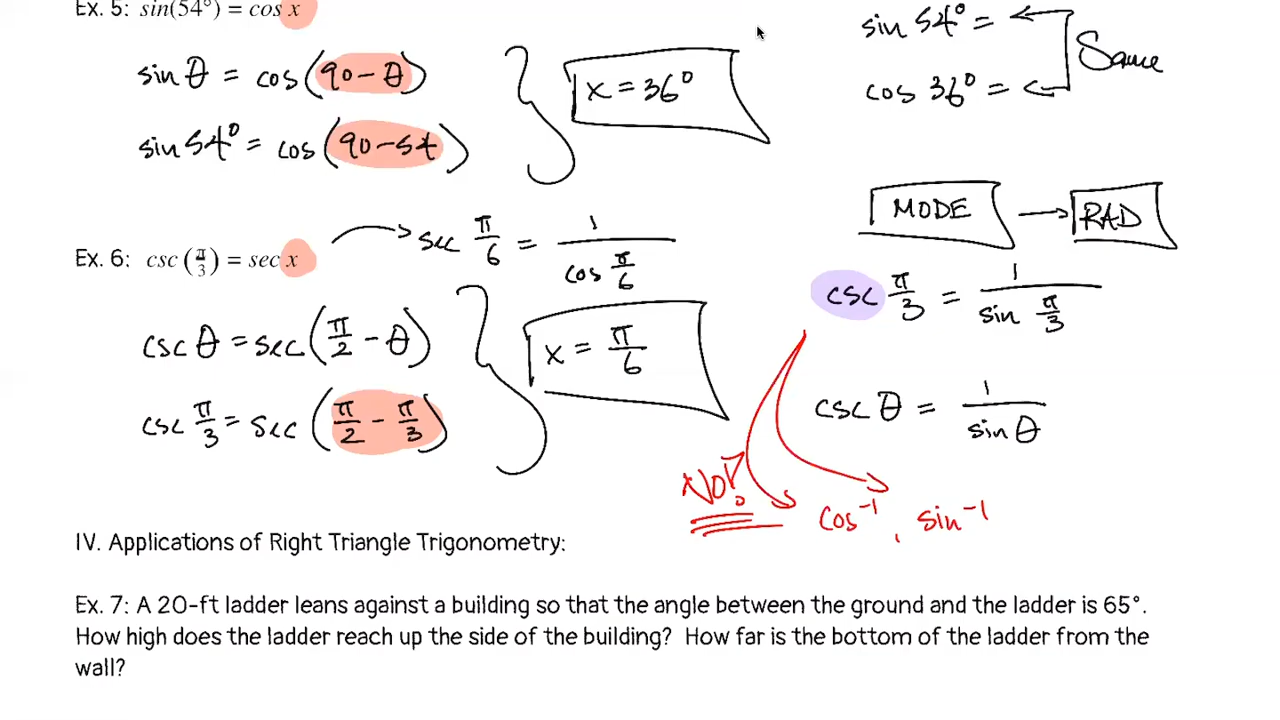 Ex. 5: sin(54°) = cos x
sin θ = cos(90 − θ)
sin 54° = cos(90 − 54)
x = 36°
sin 54° =
cos 36° =
Same
MODE → RAD
Ex. 6: csc (π/3) = sec x
→ sec π/6 = 1/(cos π/6)
csc θ = sec(π/2 − θ)
csc π/3 = sec(π/2 − π/3)
x = π/6
csc π/3 = 1/(sin π/3)
csc θ = 1/(sin θ)
No!
cos⁻¹, sin⁻¹
IV. Applications of Right Triangle Trigonometry:
Ex. 7: A 20-ft ladder leans against a building so that the angle between the ground and the ladder is 65°.
How high does the ladder reach up the side of the building? How far is the bottom of the ladder from the
wall?